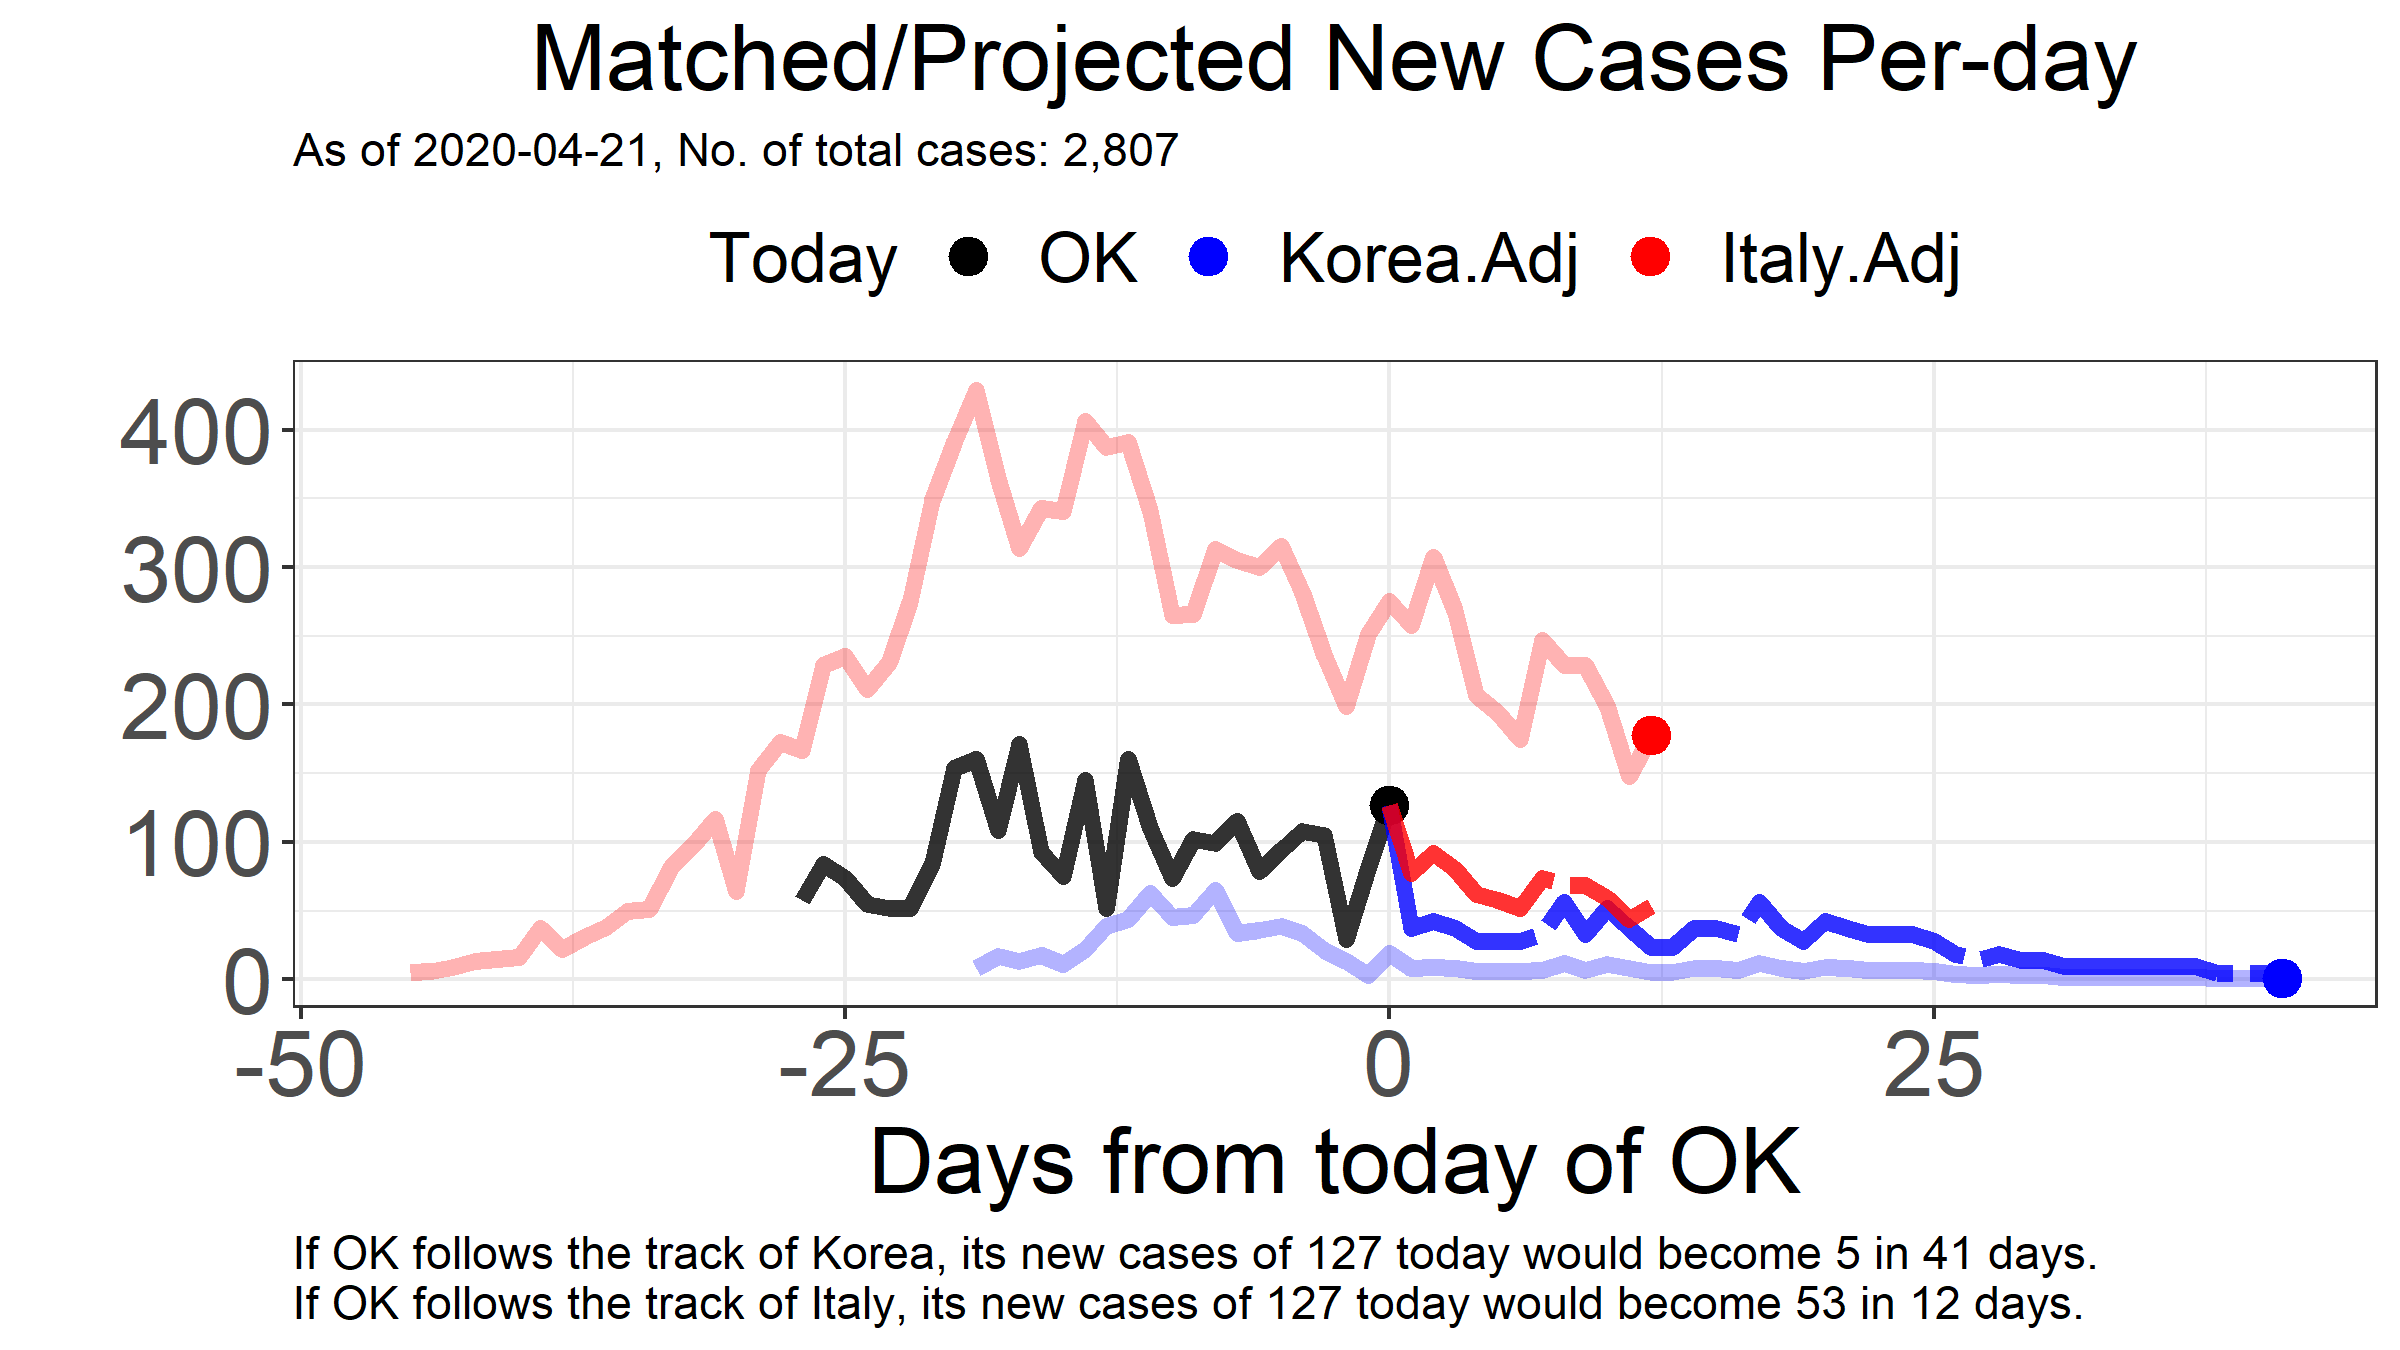 Matched/Projected New Cases Per-day
As of 2020-04-21, No. of total cases: 2,807
Today OK Korea.Adj Italy.Adj
400
300
200
100
0
-50 -25 0 25
Days from today of OK
If OK follows the track of Korea, its new cases of 127 today would become 5 in 41 days.
If OK follows the track of Italy, its new cases of 127 today would become 53 in 12 days.